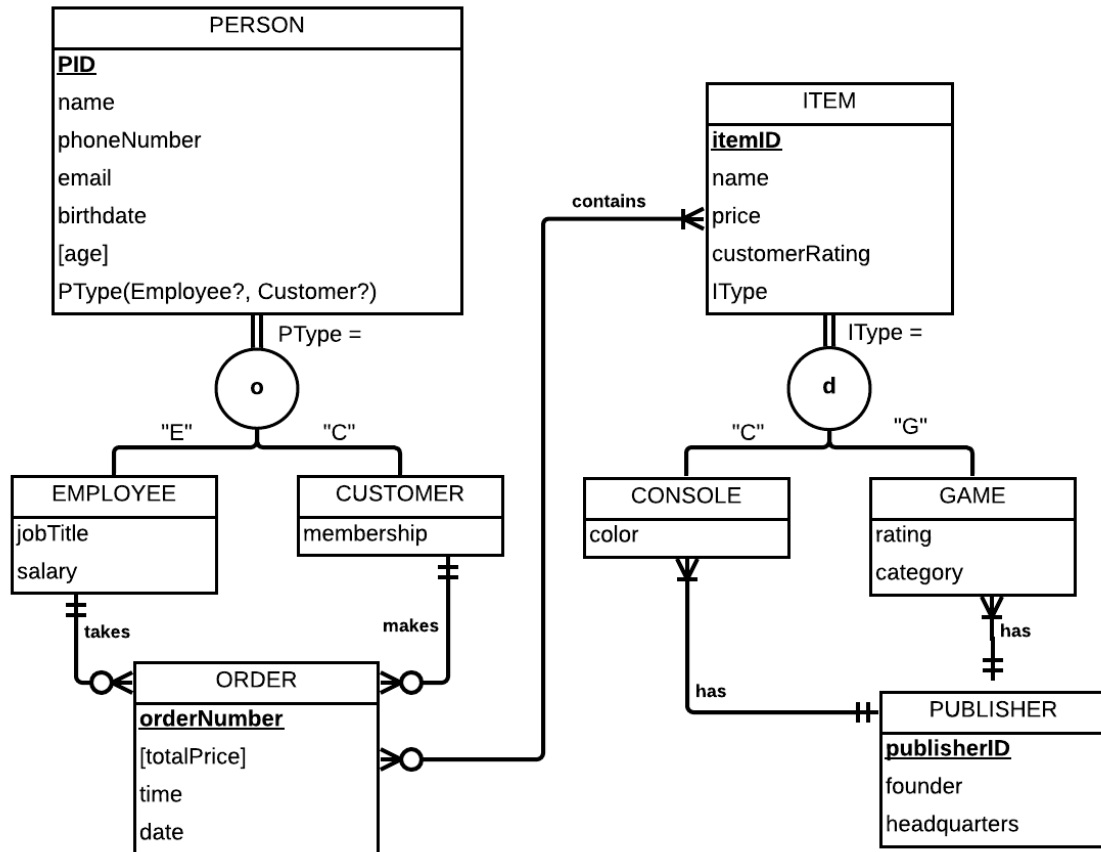 PERSON
PID
name
phoneNumber
email
birthdate
[age]
PType(Employee?, Customer?)
PType =
o
"E"
"C"
EMPLOYEE
jobTitle
salary
CUSTOMER
membership
takes
makes
ORDER
orderNumber
[totalPrice]
time
date
contains
ITEM
itemID
name
price
customerRating
IType
IType =
d
"C"
"G"
CONSOLE
color
GAME
rating
category
has
has
PUBLISHER
publisherID
founder
headquarters